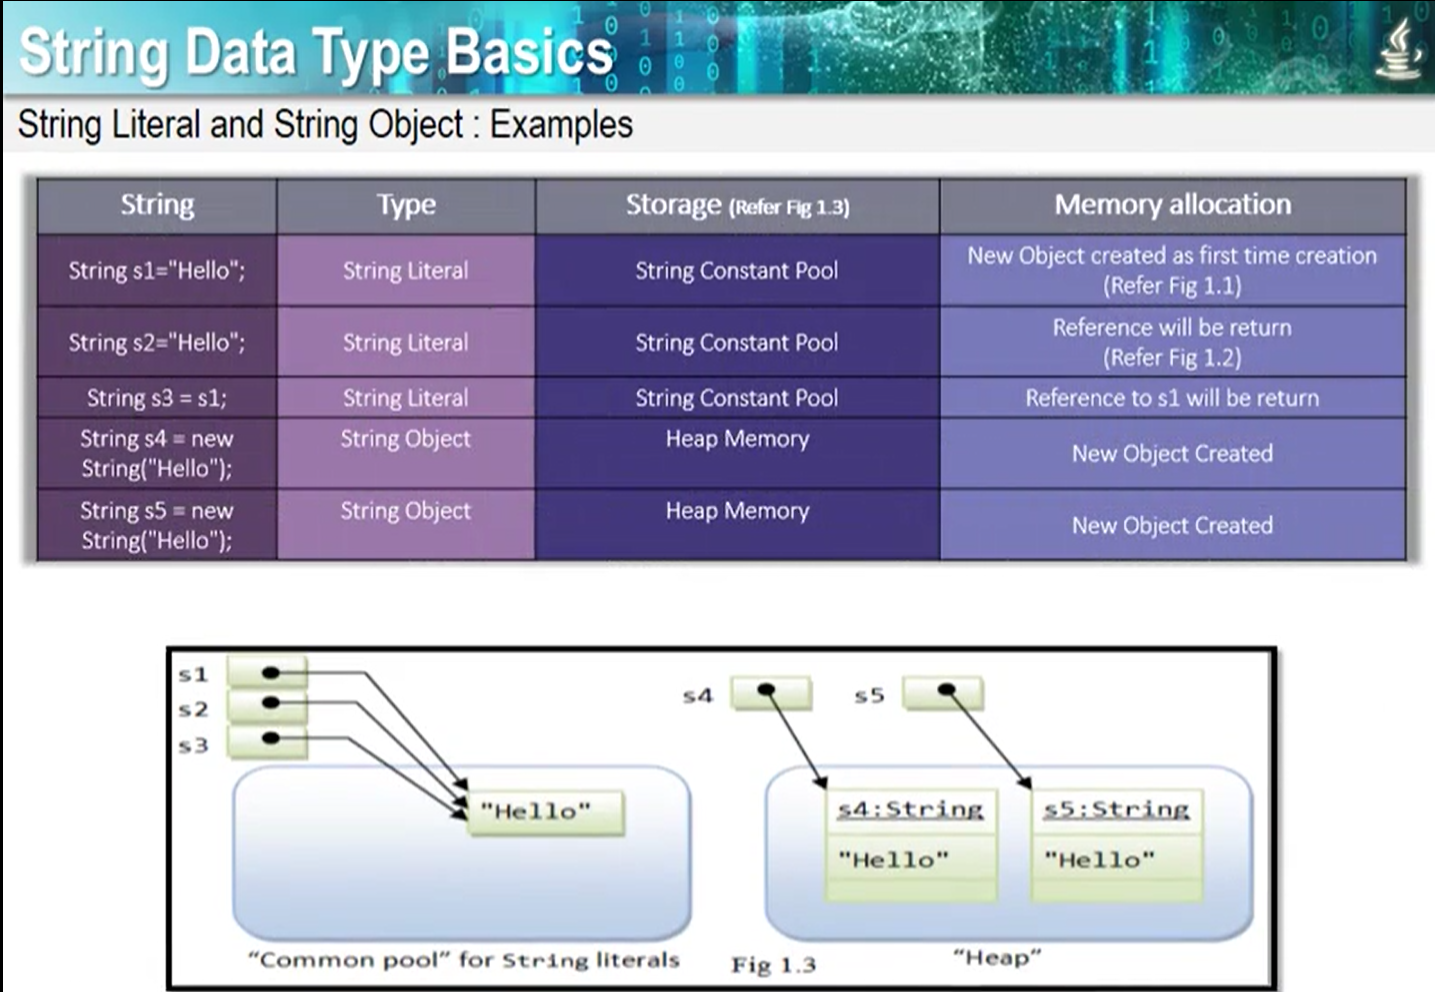 String Data Type Basics
String Literal and String Object : Examples
String Type Storage (Refer Fig 1.3) Memory allocation
String s1="Hello"; String Literal String Constant Pool New Object created as first time creation
(Refer Fig 1.1)
String s2="Hello"; String Literal String Constant Pool Reference will be return
(Refer Fig 1.2)
String s3 = s1; String Literal String Constant Pool Reference to s1 will be return
String s4 = new
String("Hello"); String Object Heap Memory New Object Created
String s5 = new
String("Hello"); String Object Heap Memory New Object Created
s1
s2
s3
"Hello"
"Common pool" for String literals
Fig 1.3
s4
s5
s4:String
"Hello"
s5:String
"Hello"
"Heap"